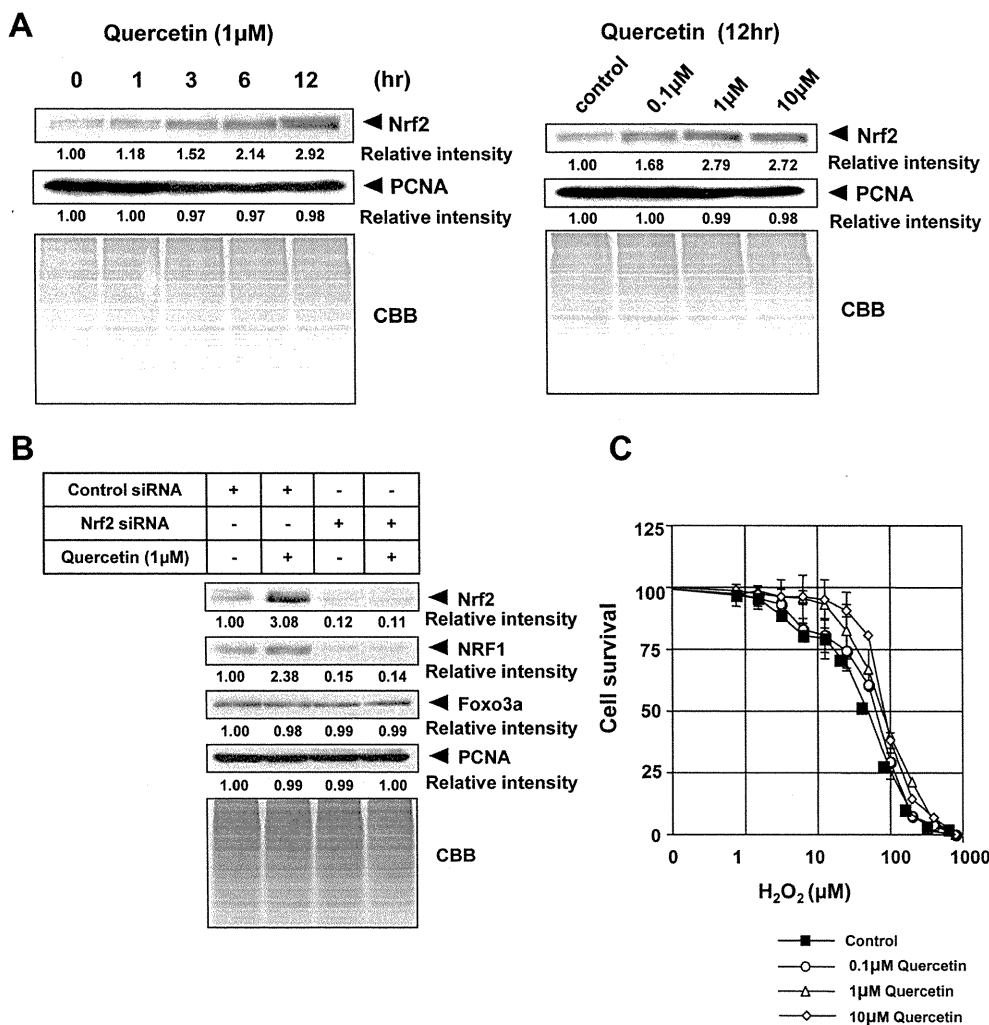 A
Quercetin (1µM)
0 1 3 6 12 (hr)
Nrf2
1.00 1.18 1.52 2.14 2.92 Relative intensity
PCNA
1.00 1.00 0.97 0.97 0.98 Relative intensity
CBB
Quercetin (12hr)
control 0.1µM 1µM 10µM
Nrf2
1.00 1.68 2.79 2.72 Relative intensity
PCNA
1.00 1.00 0.99 0.98 Relative intensity
CBB
B
Control siRNA + + - -
Nrf2 siRNA - - + +
Quercetin (1µM) - + - +
Nrf2
1.00 3.08 0.12 0.11 Relative intensity
NRF1
1.00 2.38 0.15 0.14 Relative intensity
Foxo3a
1.00 0.98 0.99 0.99 Relative intensity
PCNA
1.00 0.99 0.99 1.00 Relative intensity
CBB
C
Cell survival
125
100
75
50
25
0
0 1 10 100 1000
H₂O₂ (µM)
Control
0.1µM Quercetin
1µM Quercetin
10µM Quercetin